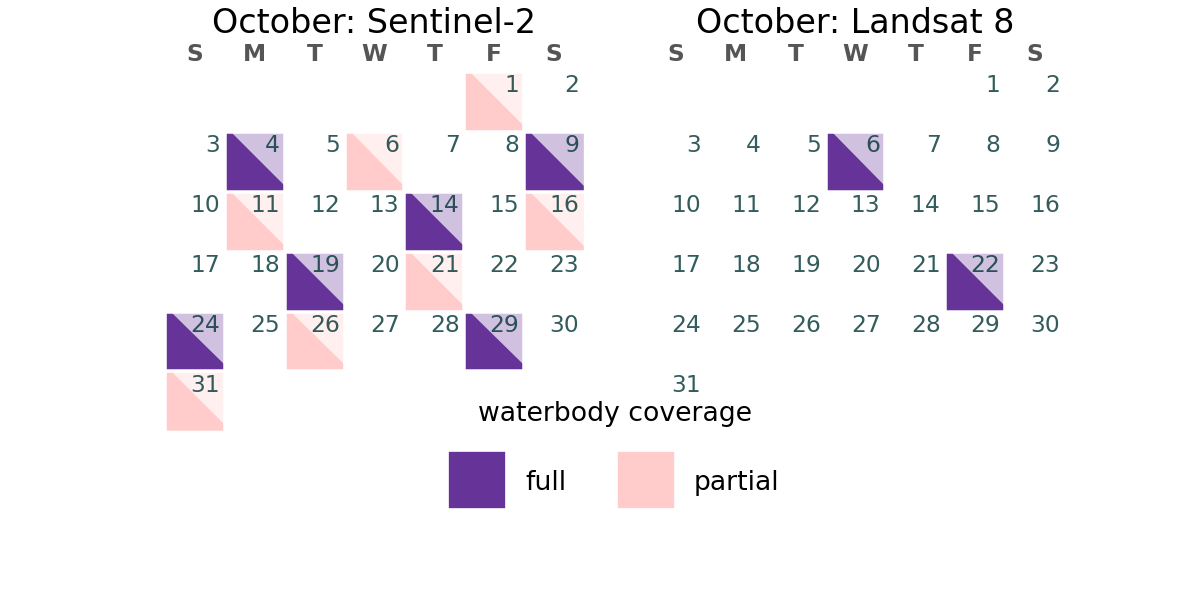 October: Sentinel-2
S M T W T F S
1 2
3 4 5 6 7 8 9
10 11 12 13 14 15 16
17 18 19 20 21 22 23
24 25 26 27 28 29 30
31
October: Landsat 8
S M T W T F S
1 2
3 4 5 6 7 8 9
10 11 12 13 14 15 16
17 18 19 20 21 22 23
24 25 26 27 28 29 30
31
waterbody coverage
full partial